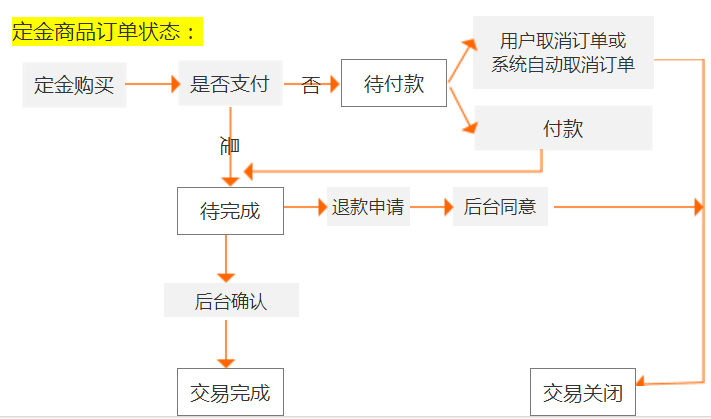 定金商品订单状态：
用户取消订单或
系统自动取消订单
定金购买
是否支付
否
待付款
付款
是
待完成
退款申请
后台同意
后台确认
交易完成
交易关闭